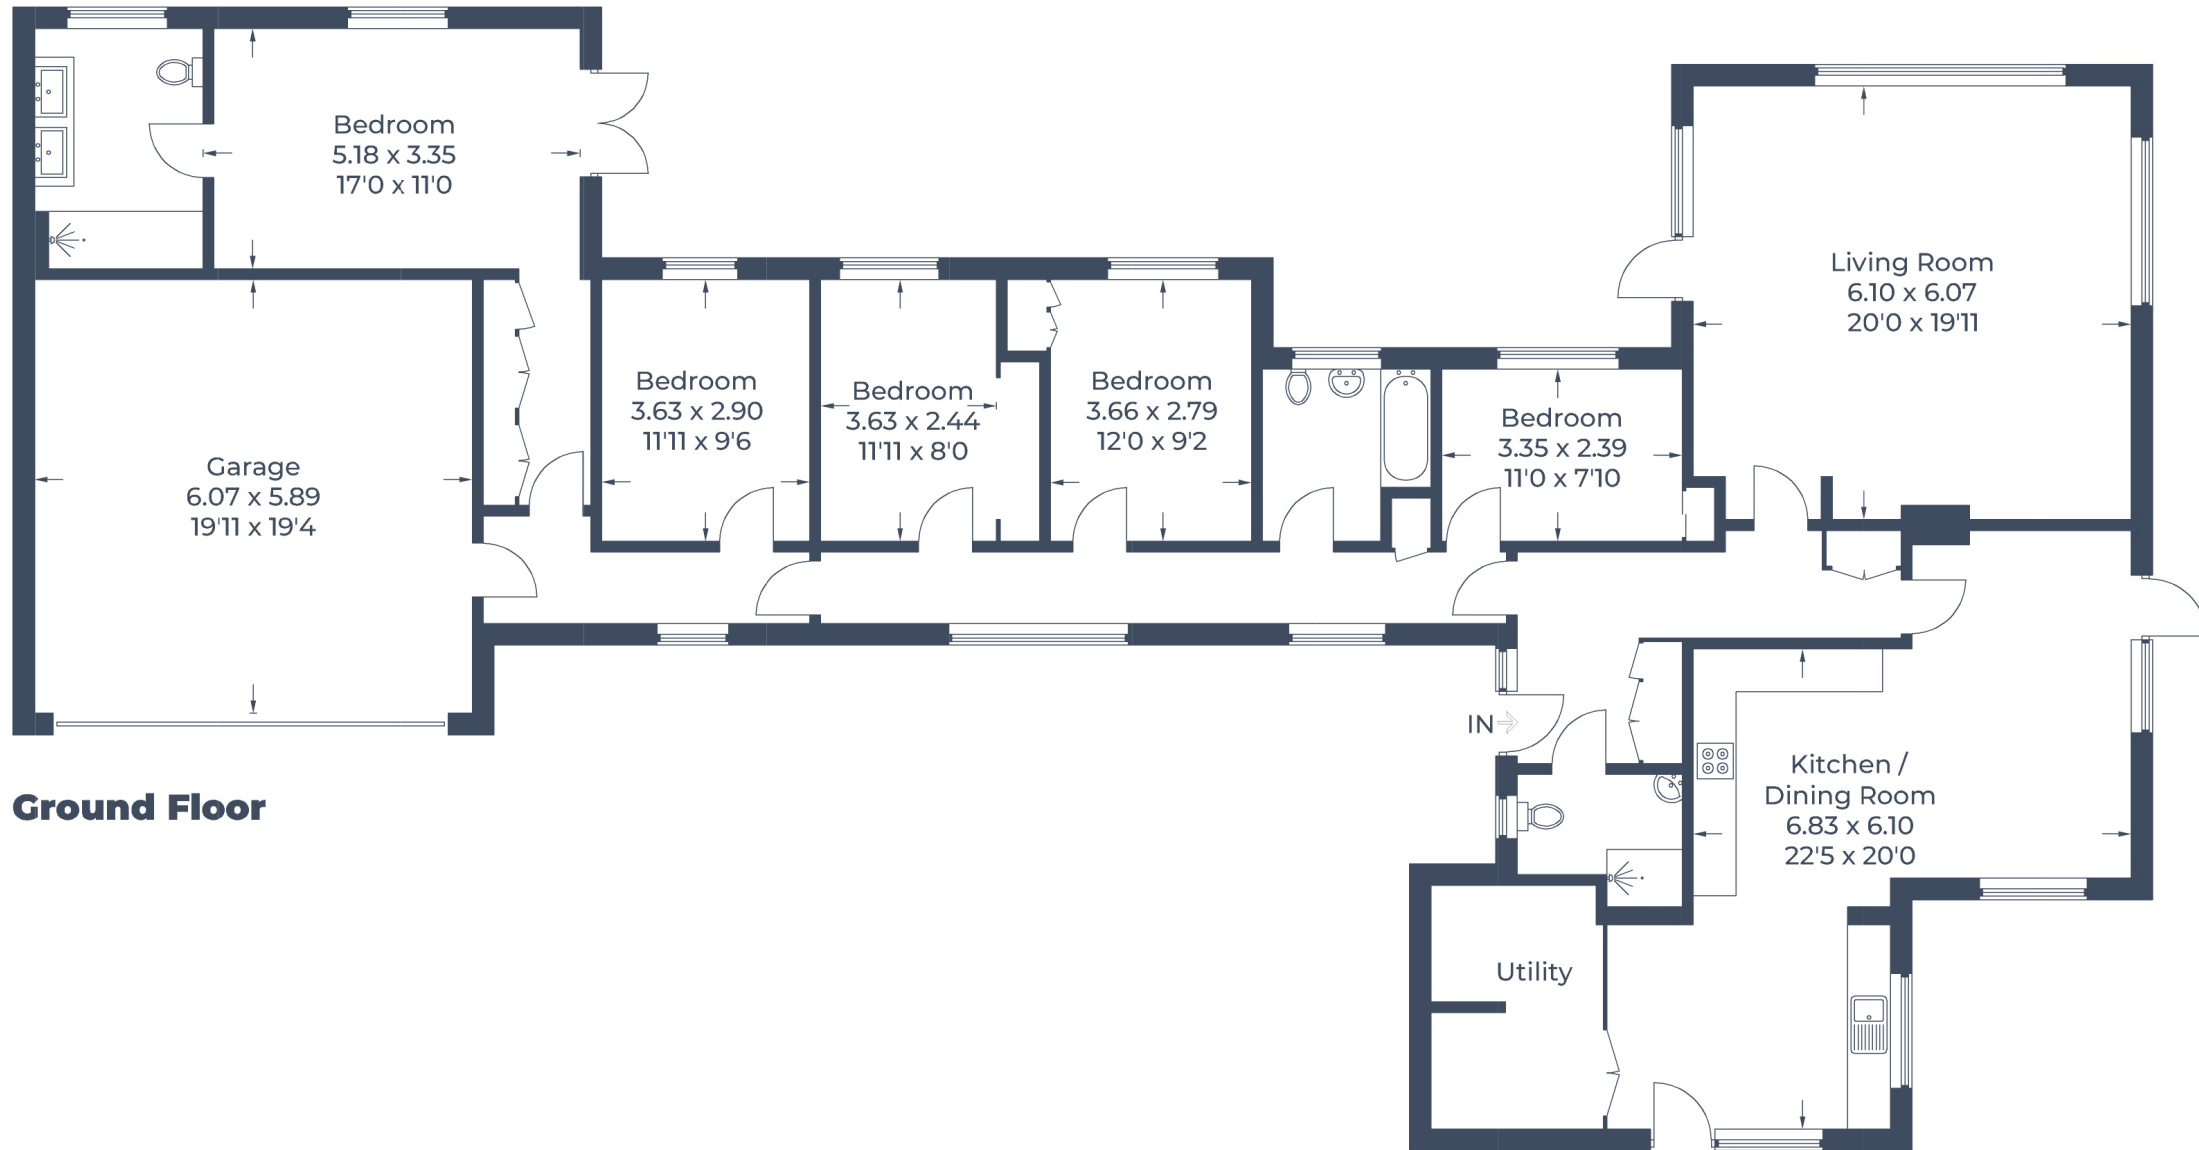 Bedroom
5.18 x 3.35
17'0 x 11'0
Living Room
6.10 x 6.07
20'0 x 19'11
Bedroom
3.63 x 2.90
11'11 x 9'6
Bedroom
3.63 x 2.44
11'11 x 8'0
Bedroom
3.66 x 2.79
12'0 x 9'2
Bedroom
3.35 x 2.39
11'0 x 7'10
Garage
6.07 x 5.89
19'11 x 19'4
IN
Kitchen /
Dining Room
6.83 x 6.10
22'5 x 20'0
Ground Floor
Utility